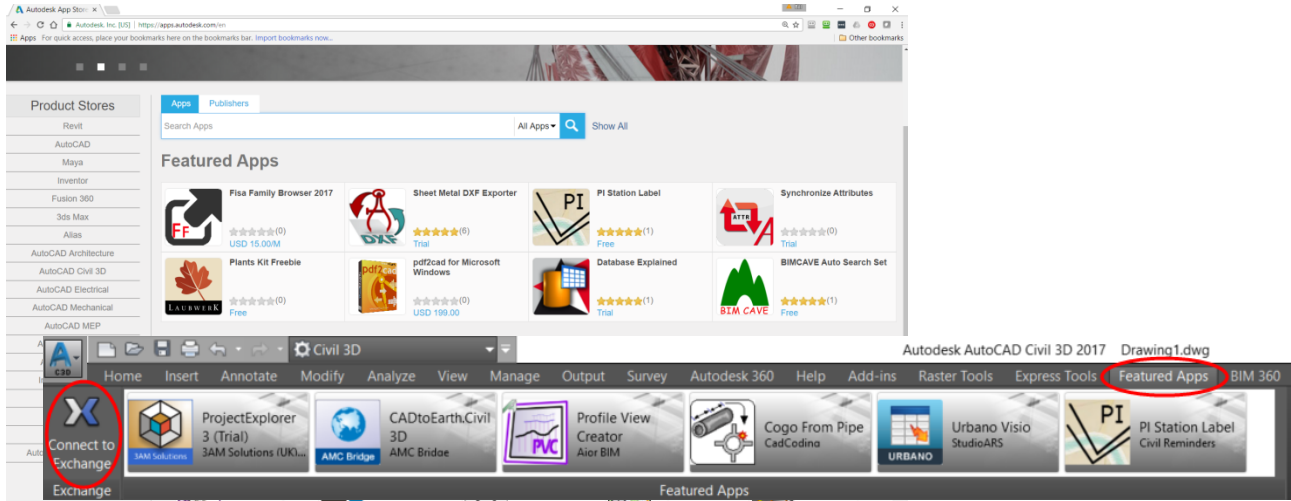 Autodesk App Store
Autodesk, Inc. [US] | https://apps.autodesk.com/en
Apps For quick access, place your bookmarks here on the bookmarks bar. Import bookmarks now...
Other bookmarks
Product Stores
Revit
AutoCAD
Maya
Inventor
Fusion 360
3ds Max
Alias
AutoCAD Architecture
AutoCAD Civil 3D
AutoCAD Electrical
AutoCAD Mechanical
AutoCAD MEP
Apps Publishers
Search Apps All Apps Show All
Featured Apps
FF
Fisa Family Browser 2017
(0)
USD 15.00/M
DXF
Sheet Metal DXF Exporter
(6)
Trial
PI
PI Station Label
(1)
Free
ATTR
Synchronize Attributes
(0)
Trial
LAUBWERK
Plants Kit Freebie
(0)
Free
pdf2cad
pdf2cad for Microsoft
Windows
(0)
USD 199.00
Database Explained
(1)
Trial
BIM CAVE
BIMCAVE Auto Search Set
(1)
Free
C3D
Civil 3D
Autodesk AutoCAD Civil 3D 2017 Drawing1.dwg
Home Insert Annotate Modify Analyze View Manage Output Survey Autodesk 360 Help Add-ins Raster Tools Express Tools Featured Apps BIM 360
Connect to
Exchange
Exchange
3AM Solutions
ProjectExplorer
3 (Trial)
3AM Solutions (UK)...
AMC Bridge
CADtoEarth.Civil
3D
AMC Bridge
PVC
Profile View
Creator
Aior BIM
Cogo From Pipe
CadCoding
URBANO
Urbano Visio
StudioARS
PI
PI Station Label
Civil Reminders
Featured Apps